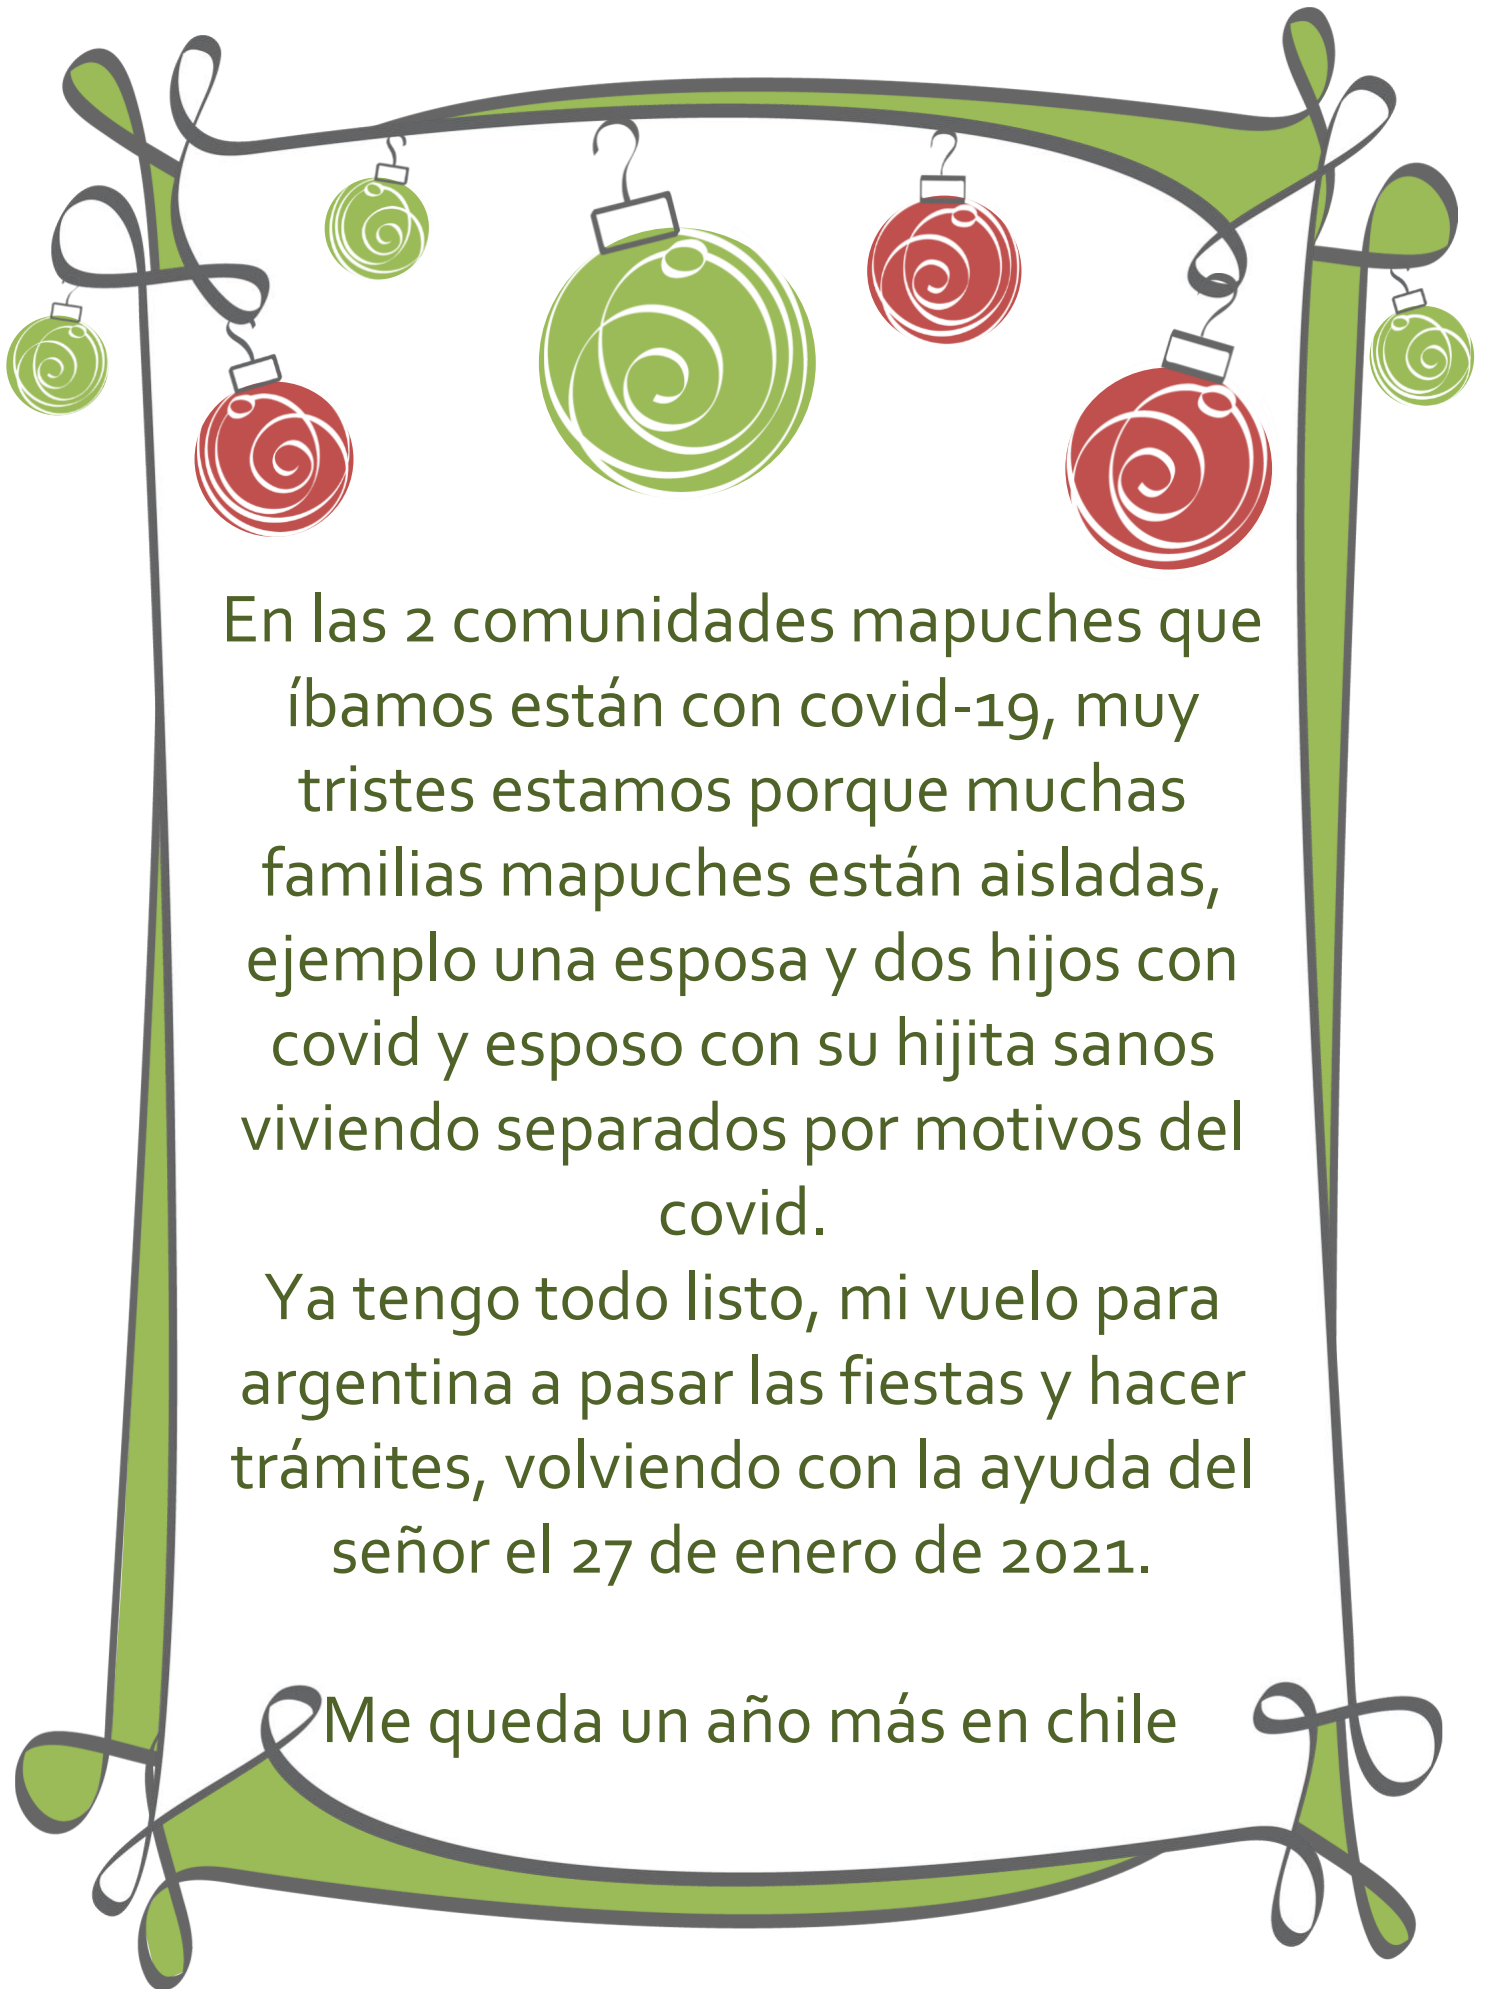 En las 2 comunidades mapuches que
íbamos están con covid-19, muy
tristes estamos porque muchas
familias mapuches están aisladas,
ejemplo una esposa y dos hijos con
covid y esposo con su hijita sanos
viviendo separados por motivos del
covid.
Ya tengo todo listo, mi vuelo para
argentina a pasar las fiestas y hacer
trámites, volviendo con la ayuda del
señor el 27 de enero de 2021.
Me queda un año más en chile